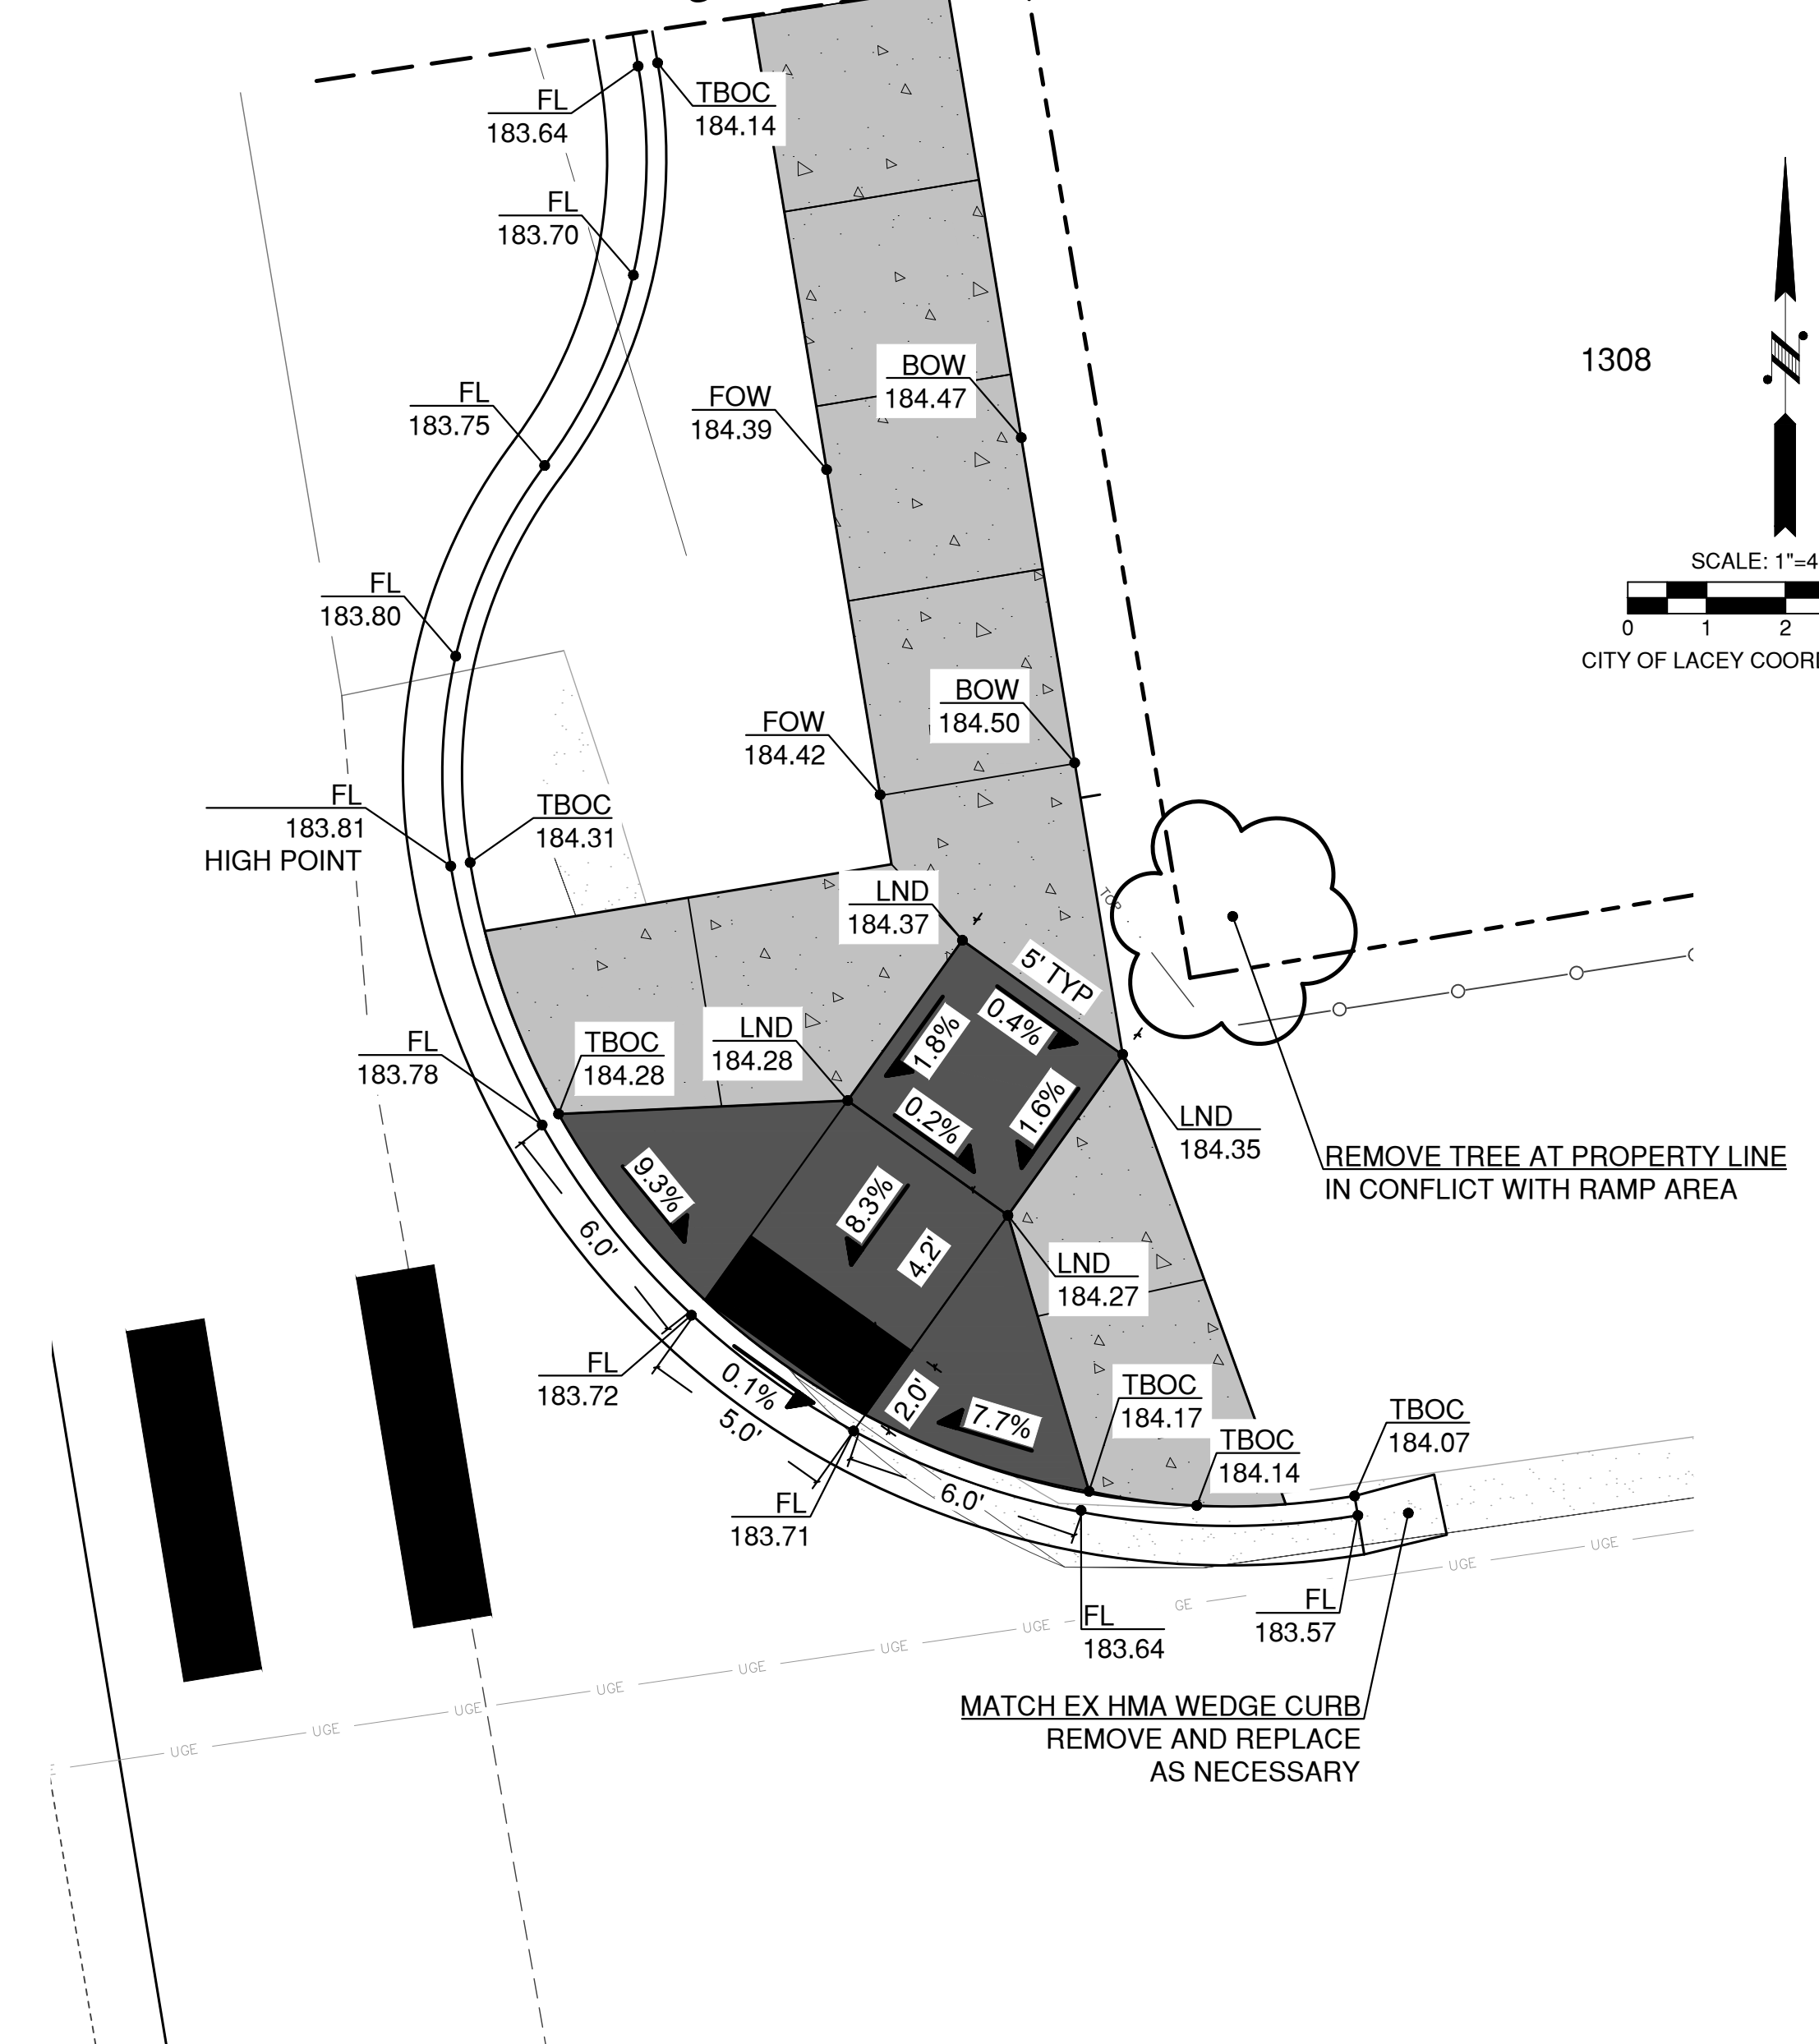 FL
183.64
TBOC
184.14
FL
183.70
1308
BOW
184.47
FL
183.75
FOW
184.39
SCALE: 1"=4
0 1 2
CITY OF LACEY COORD
FL
183.80
BOW
184.50
FOW
184.42
FL
183.81
HIGH POINT
TBOC
184.31
LND
184.37
TOP
5' TYP
1.8%
0.4%
LND
184.28
TBOC
184.28
FL
183.78
0.2%
1.6%
LND
184.35
REMOVE TREE AT PROPERTY LINE
IN CONFLICT WITH RAMP AREA
9.3%
8.3%
4.2'
6.0'
LND
184.27
FL
183.72
0.1%
5.0'
2.0'
7.7%
TBOC
184.17
TBOC
184.14
TBOC
184.07
FL
183.71
6.0'
FL
183.64
FL
183.57
UGE
UGE
GE
UGE
UGE
UGE
UGE
UGE
UGE
UGE
MATCH EX HMA WEDGE CURB
REMOVE AND REPLACE
AS NECESSARY